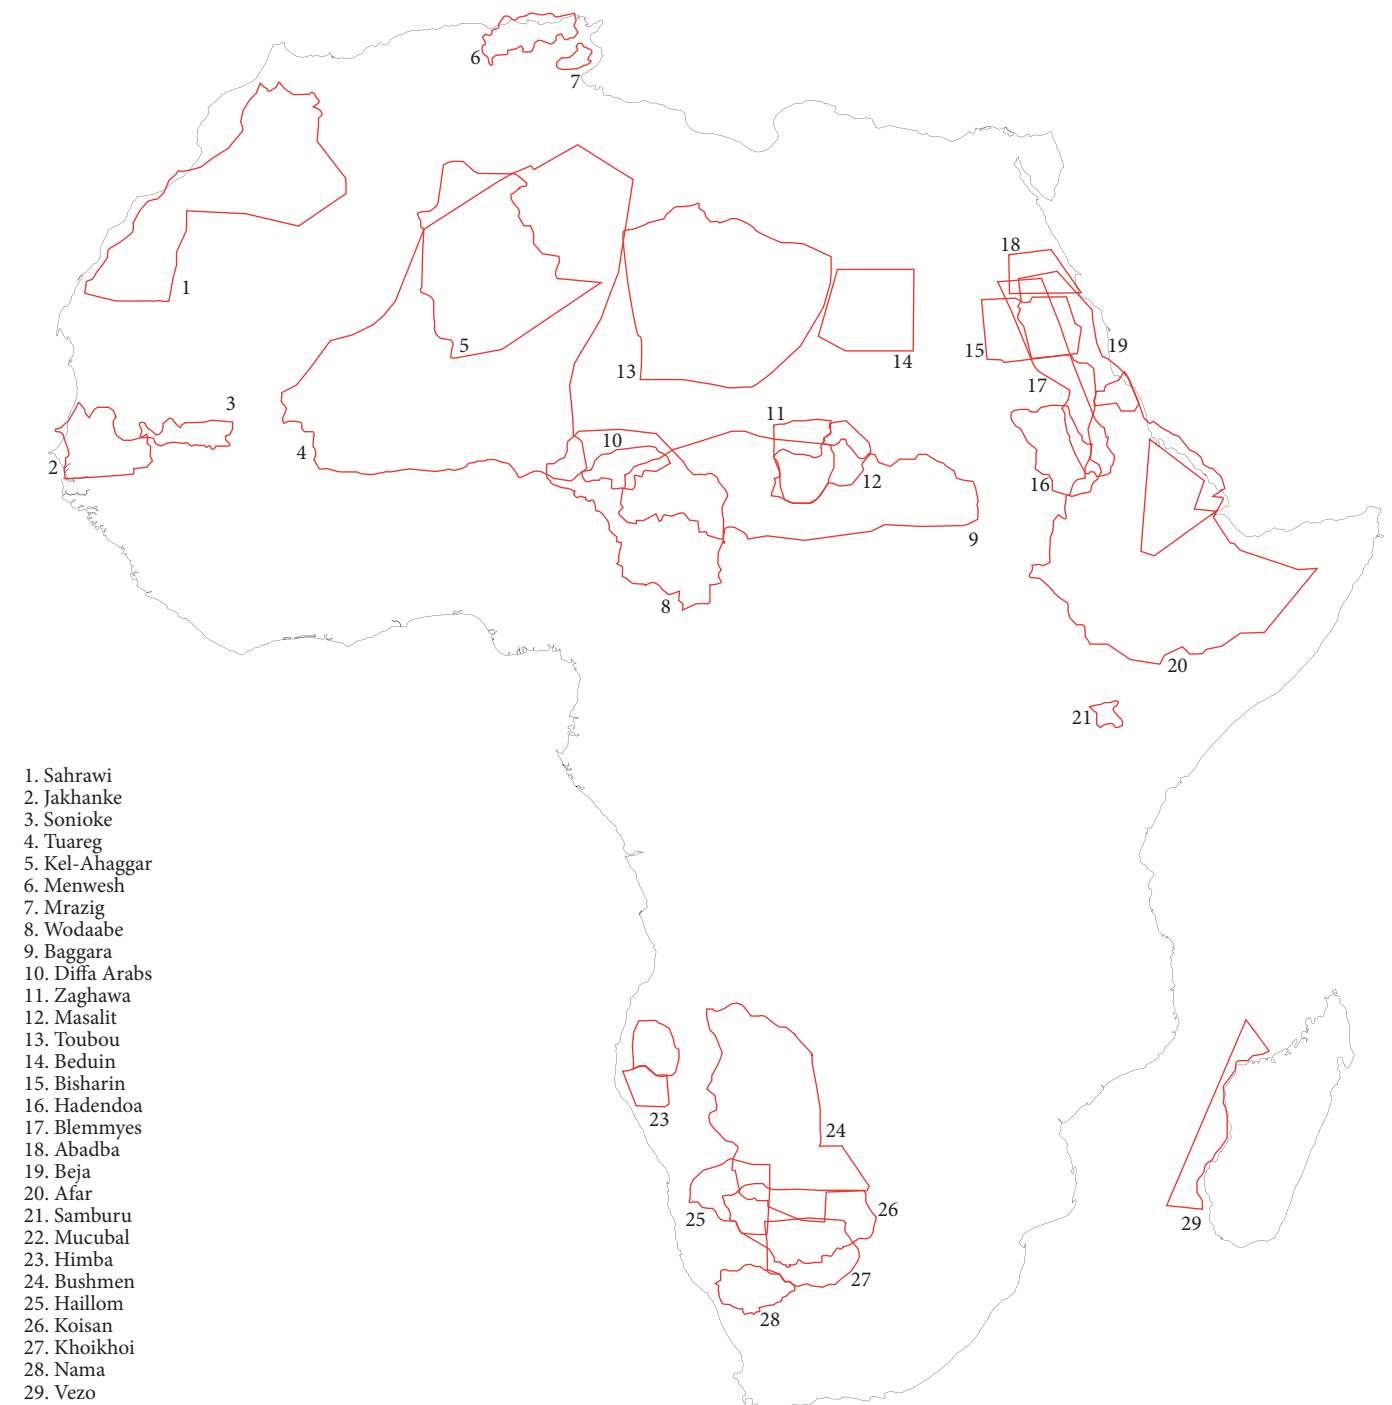 6
7
18
1
5
15
19
13
14
17
3
11
10
4
2
12
16
9
8
20
21
1. Sahrawi
2. Jakhanke
3. Sonioke
4. Tuareg
5. Kel-Ahaggar
6. Menwesh
7. Mrazig
8. Wodaabe
9. Baggara
10. Diffa Arabs
11. Zaghawa
12. Masalit
13. Toubou
14. Beduin
15. Bisharin
16. Hadendoa
17. Blemmyes
18. Abadba
19. Beja
20. Afar
21. Samburu
22. Mucubal
23. Himba
24. Bushmen
25. Haillom
26. Koisan
27. Khoikhoi
28. Nama
29. Vezo
23
24
26
25
29
27
28